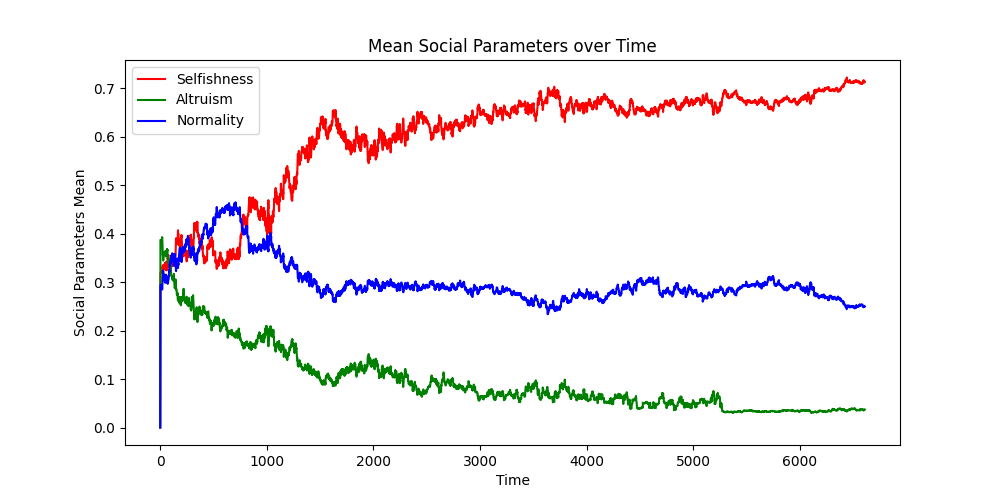 Mean Social Parameters over Time
Selfishness
Altruism
Normality
Social Parameters Mean
0.7
0.6
0.5
0.4
0.3
0.2
0.1
0.0
0 1000 2000 3000 4000 5000 6000
Time